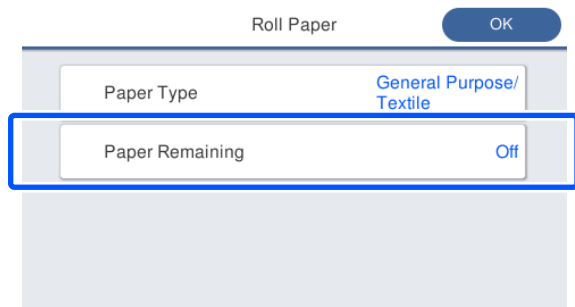 Roll Paper
OK
Paper Type
General Purpose/
Textile
Paper Remaining
Off